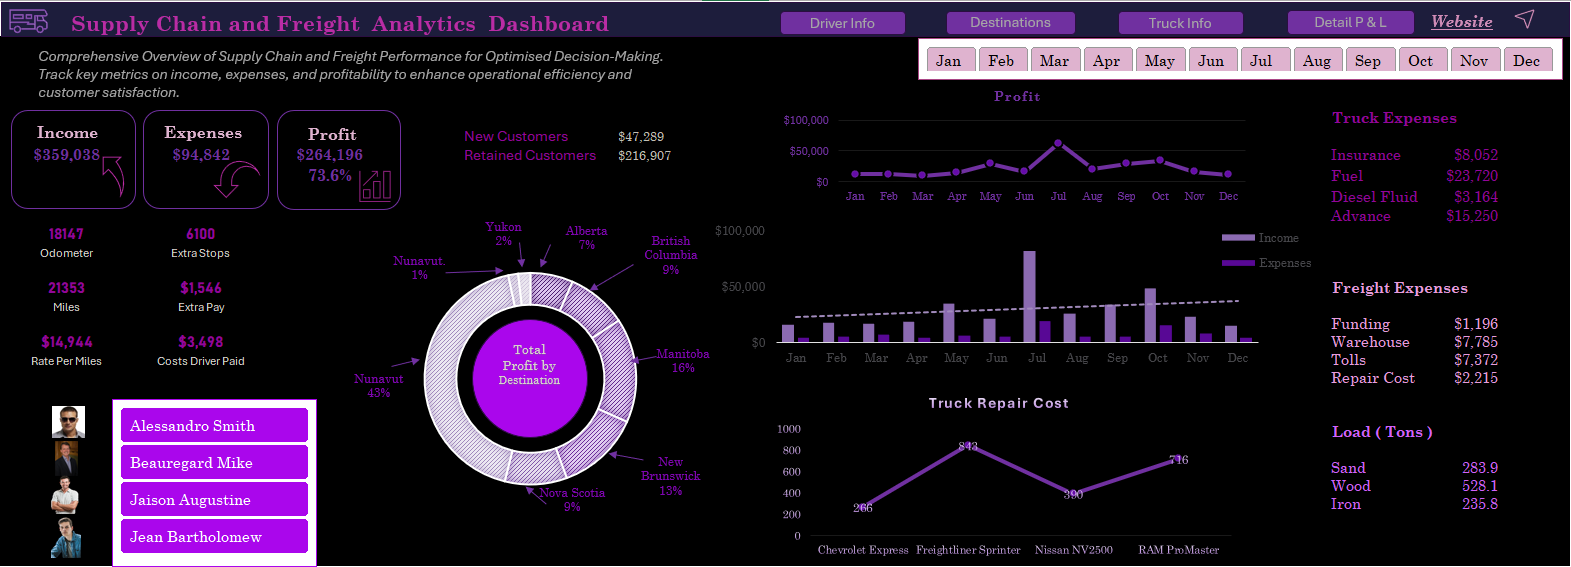 Supply Chain and Freight Analytics Dashboard
Driver Info
Destinations
Truck Info
Detail P & L
Website
Comprehensive Overview of Supply Chain and Freight Performance for Optimised Decision-Making.
Track key metrics on income, expenses, and profitability to enhance operational efficiency and
customer satisfaction.
Jan Feb Mar Apr May Jun Jul Aug Sep Oct Nov Dec
Income
$359,038
Expenses
$94,842
Profit
$264,196
73.6%
New Customers $47,289
Retained Customers $216,907
18147
Odometer
6100
Extra Stops
21353
Miles
$1,546
Extra Pay
$14,944
Rate Per Miles
$3,498
Costs Driver Paid
Alessandro Smith
Beauregard Mike
Jaison Augustine
Jean Bartholomew
Yukon
2%
Alberta
7%
British
Columbia
9%
Nunavut.
1%
Manitoba
16%
Nunavut
43%
New
Brunswick
13%
Nova Scotia
9%
Total
Profit by
Destination
Profit
$100,000
$50,000
$0
Jan Feb Mar Apr May Jun Jul Aug Sep Oct Nov Dec
$100,000
$50,000
$0
Income
Expenses
Jan Feb Mar Apr May Jun Jul Aug Sep Oct Nov Dec
Truck Repair Cost
1000
800
600
400
200
0
266
843
390
716
Chevrolet Express Freightliner Sprinter Nissan NV2500 RAM ProMaster
Truck Expenses
Insurance $8,052
Fuel $23,720
Diesel Fluid $3,164
Advance $15,250
Freight Expenses
Funding $1,196
Warehouse $7,785
Tolls $7,372
Repair Cost $2,215
Load ( Tons )
Sand 283.9
Wood 528.1
Iron 235.8